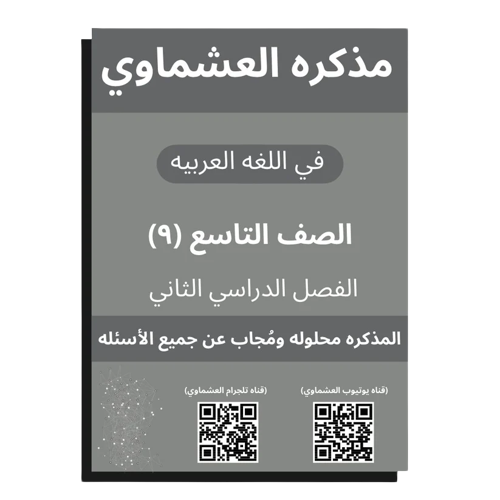 مذكره العشماوي
في اللغه العربيه
الصف التاسع (٩)
الفصل الدراسي الثاني
المذكره محلوله ومُجاب عن جميع الأسئله
(قناه يوتيوب العشماوي)
(قناه تلجرام العشماوي)